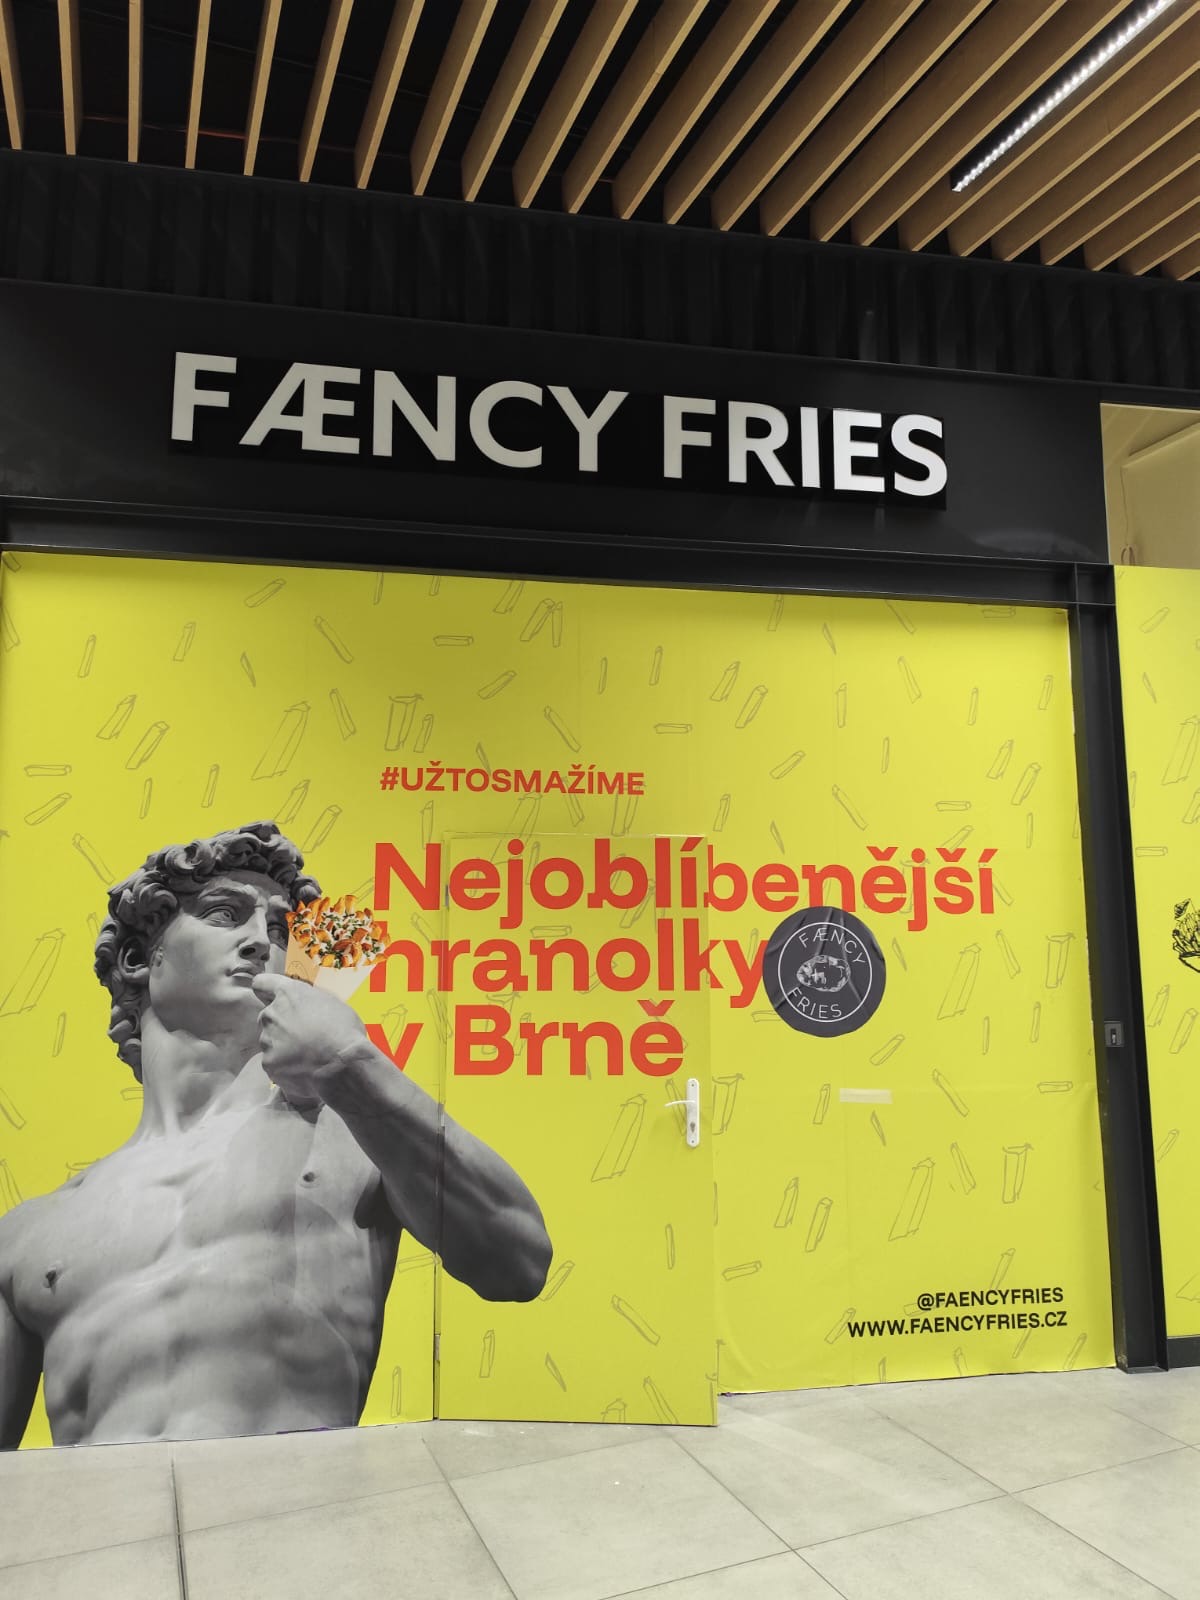 FÆNCY FRIES
#UŽTOSMAŽÍME
Nejoblíbenější
hranolky
v Brně
FÆNCY
FRIES
@FAENCYFRIES
WWW.FAENCYFRIES.CZ